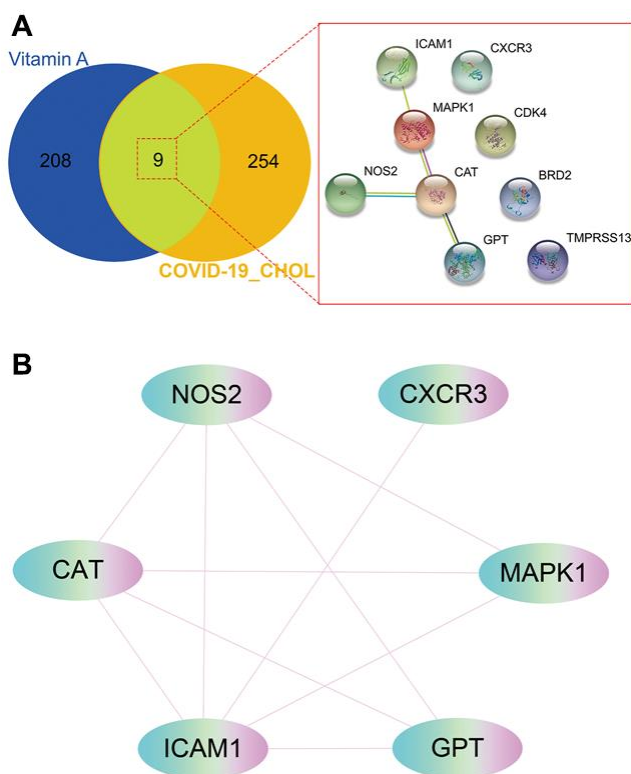 A
Vitamin A
208
9
254
COVID-19_CHOL
ICAM1
CXCR3
MAPK1
CDK4
NOS2
CAT
BRD2
GPT
TMPRSS13
B
NOS2
CXCR3
CAT
MAPK1
ICAM1
GPT